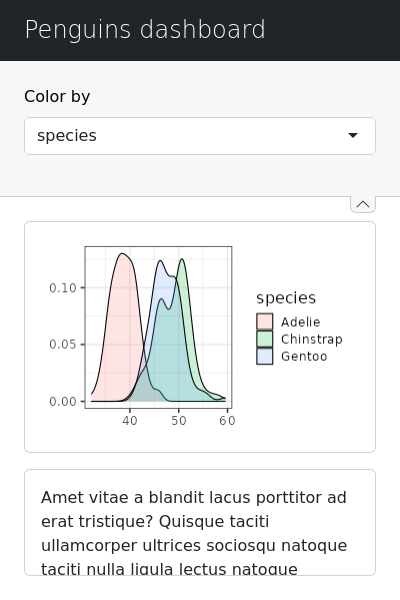 Penguins dashboard
Color by
species
0.10
0.05
0.00
40 50 60
species
Adelie
Chinstrap
Gentoo
Amet vitae a blandit lacus porttitor ad
erat tristique? Quisque taciti
ullamcorper ultrices sociosqu natoque
taciti nulla ligula lectus natoque